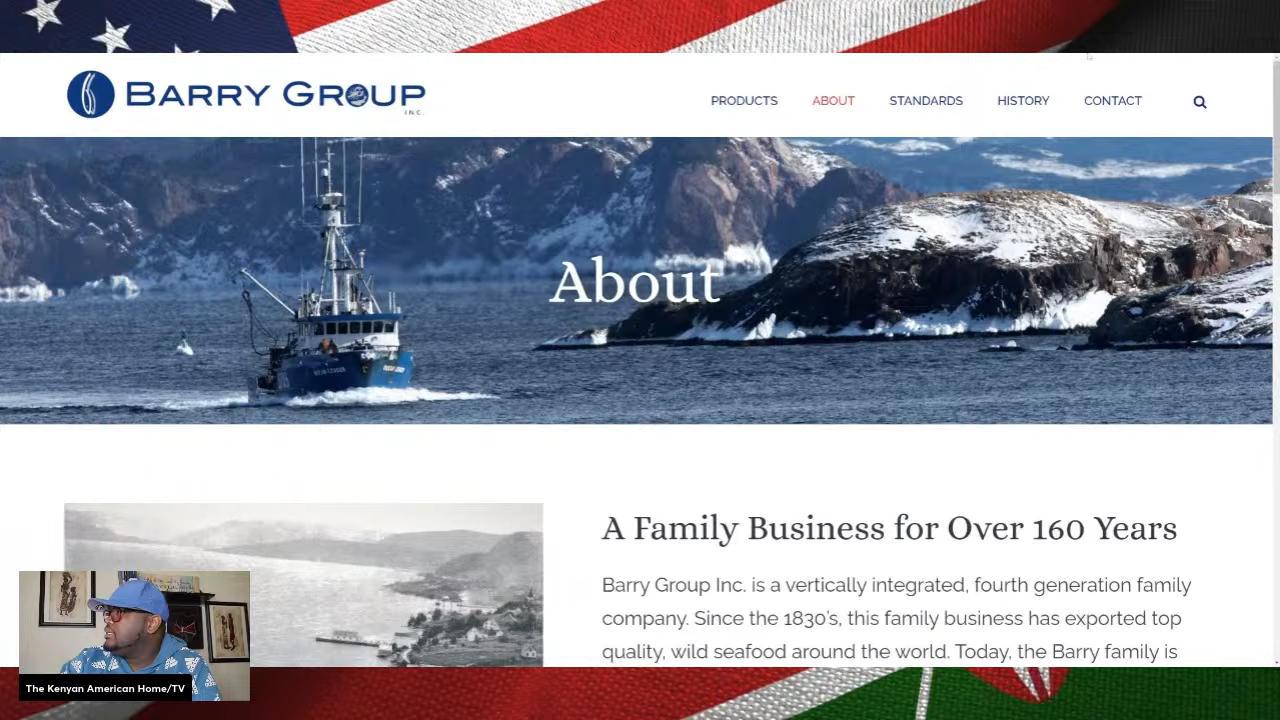 BARRY GROUP
INC.
PRODUCTS
ABOUT
STANDARDS
HISTORY
CONTACT
About
A Family Business for Over 160 Years
Barry Group Inc. is a vertically integrated, fourth generation family
company. Since the 1830's, this family business has exported top
quality, wild seafood around the world. Today, the Barry family is
The Kenyan American Home/TV